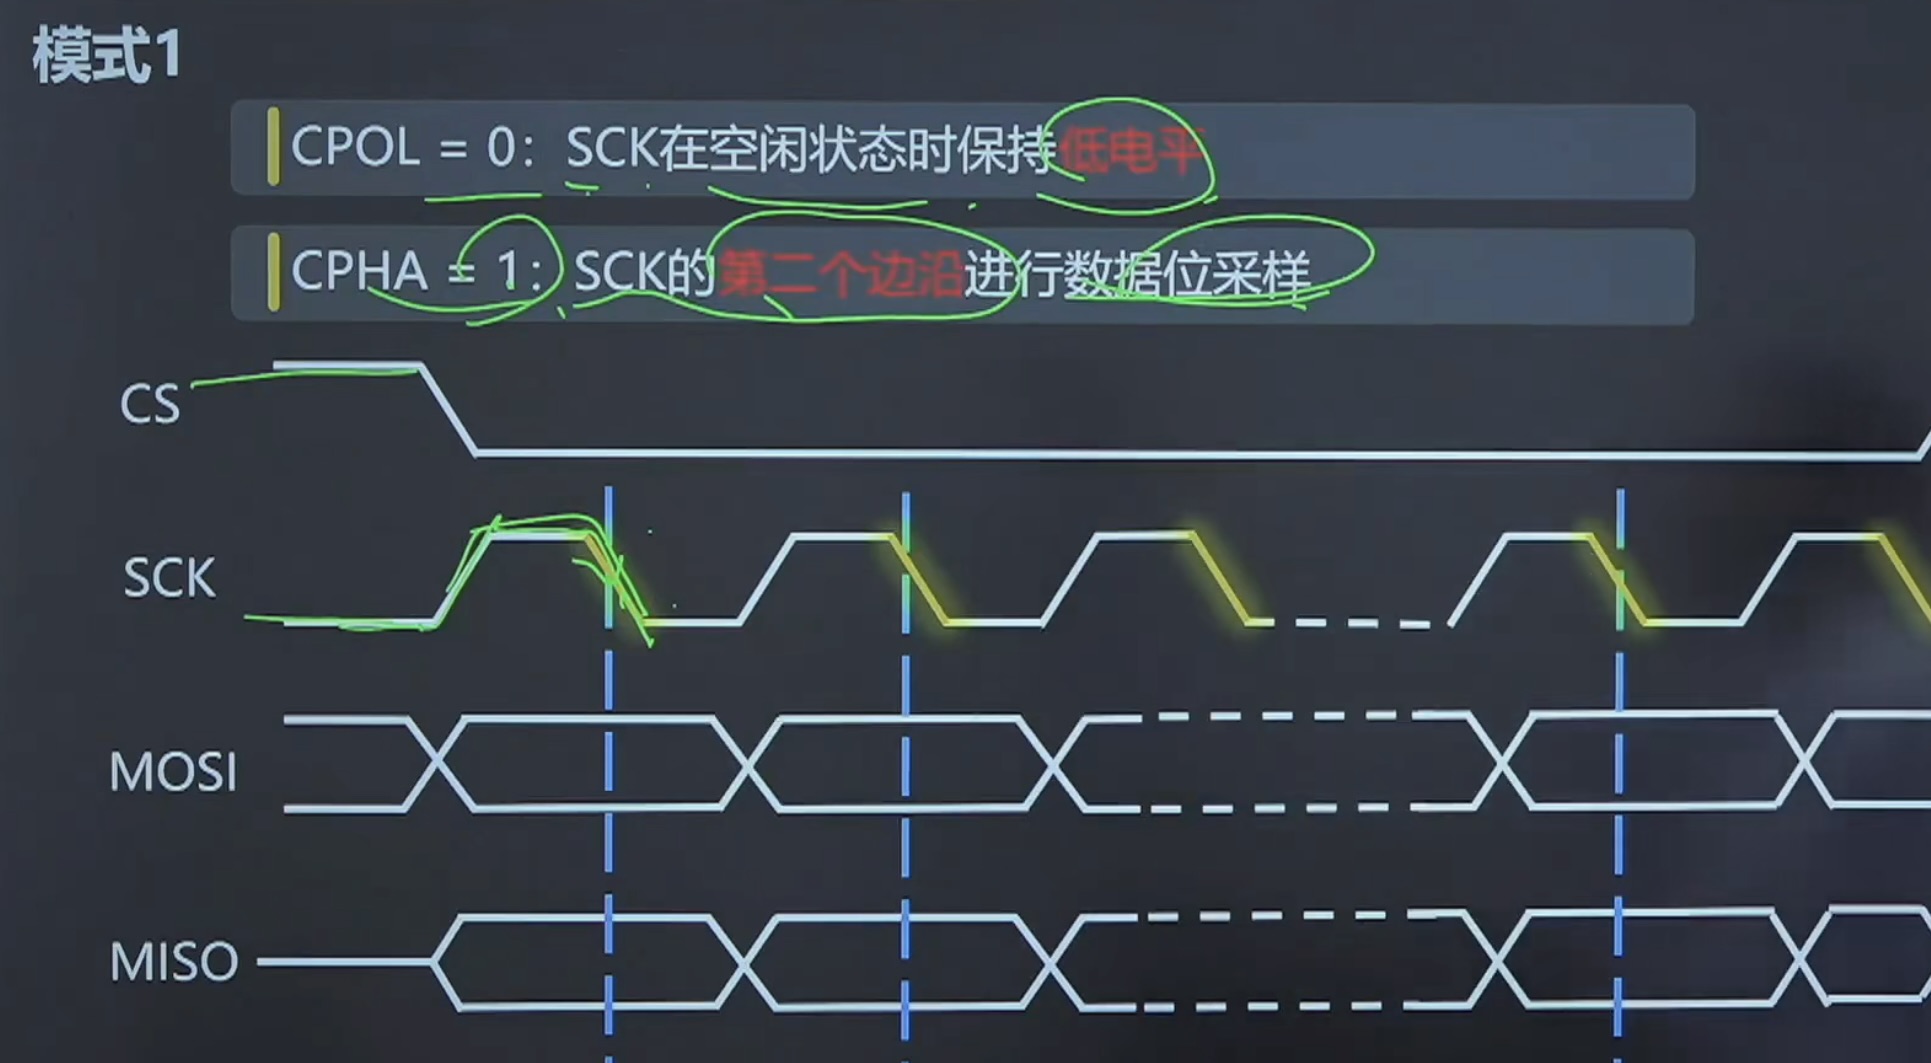 模式1
CPOL = 0：SCK在空闲状态时保持低电平
CPHA = 1：SCK的第二个边沿进行数据位采样
CS
SCK
MOSI
MISO